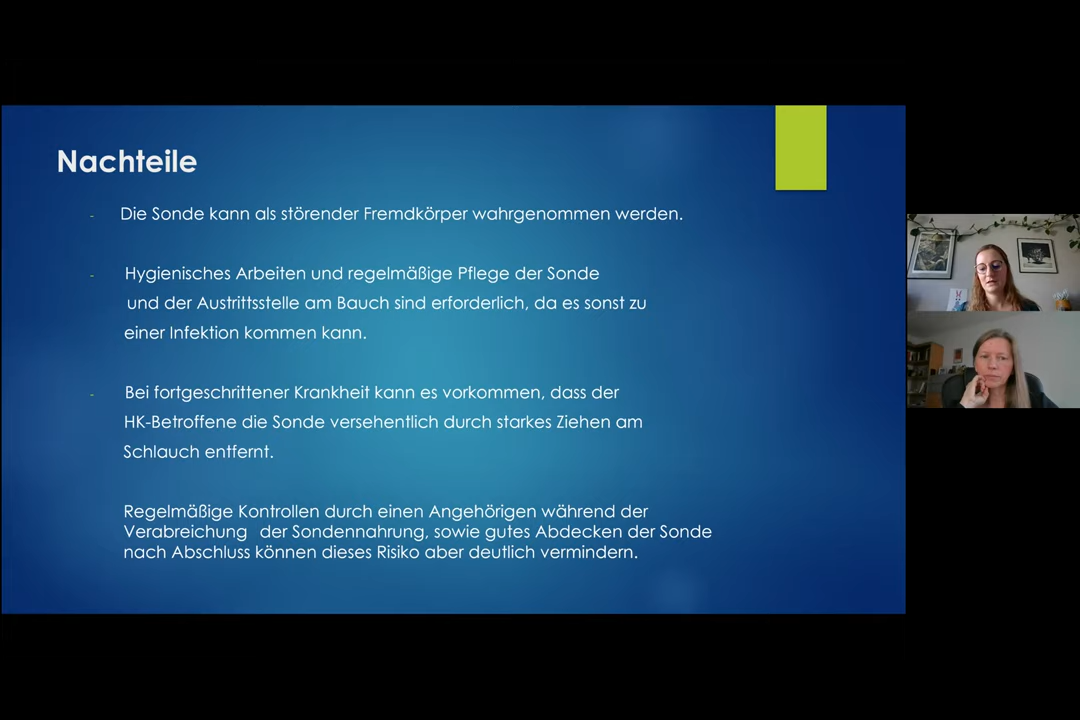 Nachteile
- Die Sonde kann als störender Fremdkörper wahrgenommen werden.
- Hygienisches Arbeiten und regelmäßige Pflege der Sonde
und der Austrittsstelle am Bauch sind erforderlich, da es sonst zu
einer Infektion kommen kann.
- Bei fortgeschrittener Krankheit kann es vorkommen, dass der
HK-Betroffene die Sonde versehentlich durch starkes Ziehen am
Schlauch entfernt.
Regelmäßige Kontrollen durch einen Angehörigen während der
Verabreichung der Sondennahrung, sowie gutes Abdecken der Sonde
nach Abschluss können dieses Risiko aber deutlich vermindern.